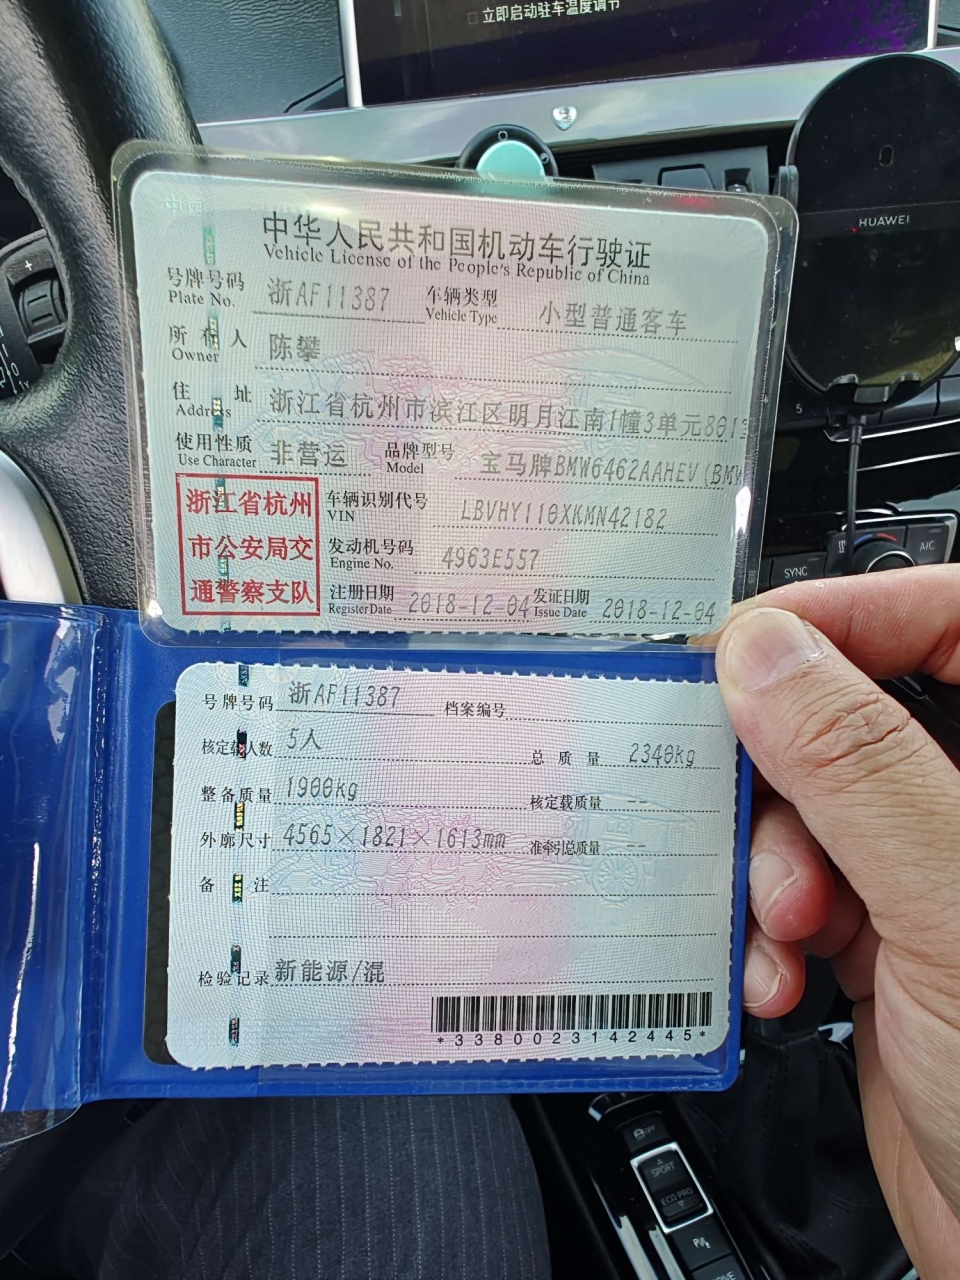 立即启动驻车温度调节
HUAWEI
中华人民共和国机动车行驶证
Vehicle License of the People's Republic of China
号牌号码 浙AF11387 车辆类型 小型普通客车
Plate No. Vehicle Type
所有人 陈攀
Owner
住址 浙江省杭州市滨江区明月江南1幢3单元801
Address
使用性质 非营运 品牌型号 宝马牌BMW6462AAHEV(BMW
Use Character Model
浙江省杭州
市公安局交
通警察支队
车辆识别代号 LBVHY110XKMN42182
VIN
发动机号码 4963E557
Engine No.
注册日期 2018-12-04 发证日期 2018-12-04
Register Date Issue Date
号牌号码 浙AF11387 档案编号
核定载人数 5人 总质量 2340kg
整备质量 1900kg 核定载质量 --
外廓尺寸 4565×1821×1613mm 准牵引总质量 --
备注
检验记录 新能源/混
*3380023142445*
5
SYNC
A/C
OFF
SPORT
ECO PRO
P